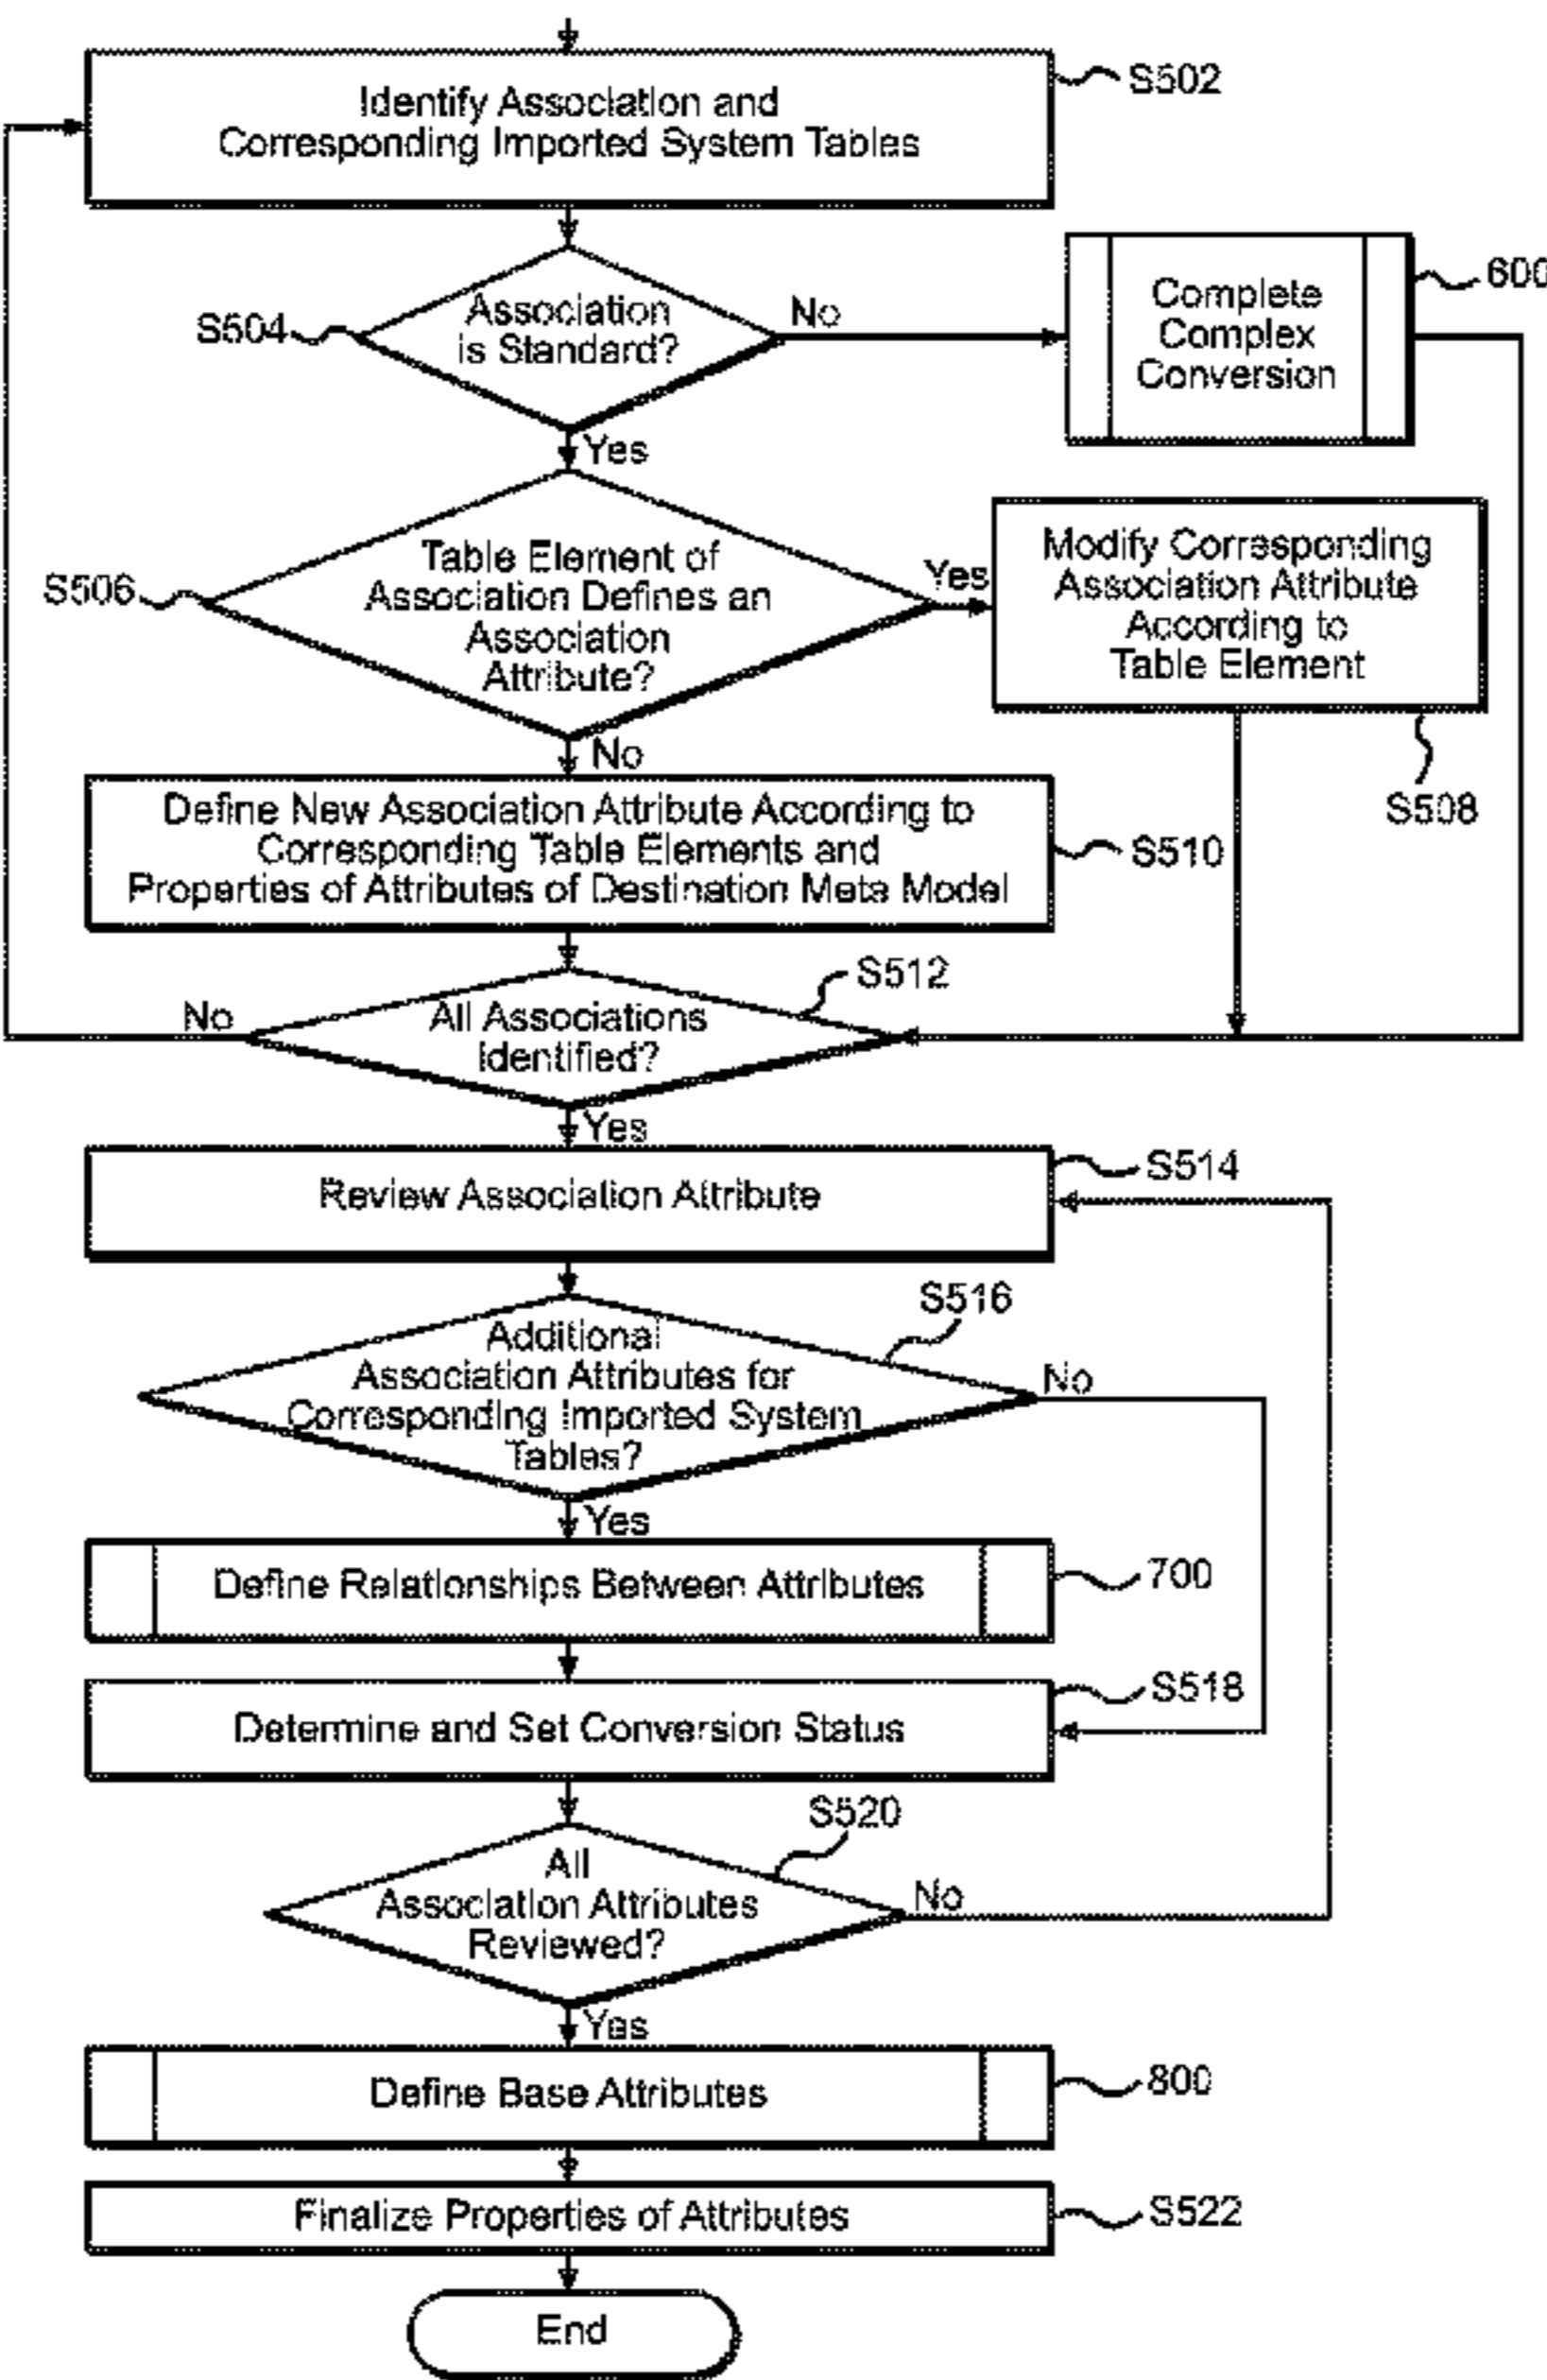 S502
Identify Association and
Corresponding Imported System Tables
600
Complete
Complex
Conversion
No
Association
is Standard?
S504
Yes
Modify Corresponding
Association Attribute
According to
Table Element
Yes
Table Element of
Association Defines an
Association
Attribute?
S506
No
S508
Define New Association Attribute According to
Corresponding Table Elements and
Properties of Attributes of Destination Meta Model
S510
S512
No
All Associations
Identified?
Yes
S514
Review Association Attribute
S516
Additional
Association Attributes for
Corresponding Imported System
Tables?
No
Yes
Define Relationships Between Attributes
700
S518
Determine and Set Conversion Status
S520
All
Association Attributes
Reviewed?
No
Yes
Define Base Attributes
800
Finalize Properties of Attributes
S522
End